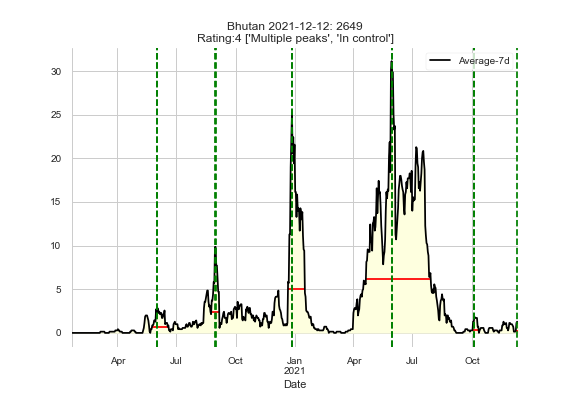 Bhutan 2021-12-12: 2649
Rating:4 ['Multiple peaks', 'In control']
Average-7d
30
25
20
15
10
5
0
Apr Jul Oct Jan Apr Jul Oct
2021
Date